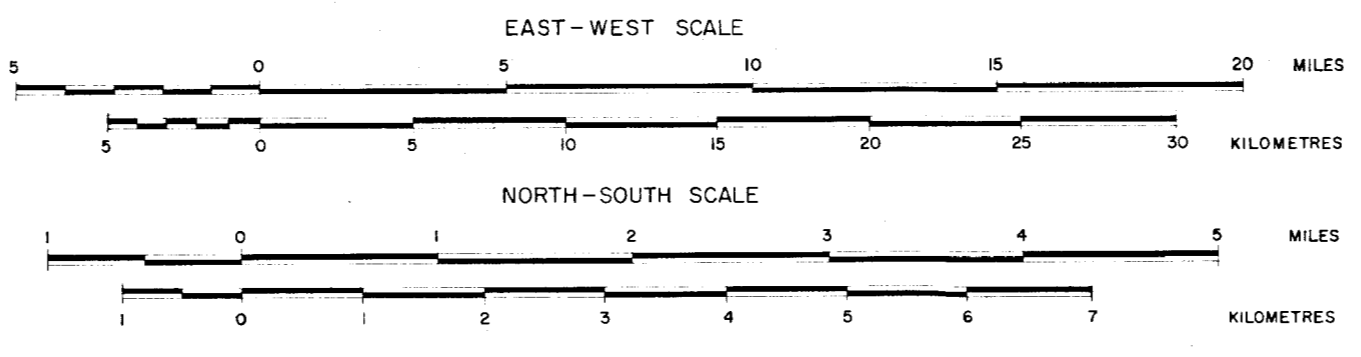 EAST-WEST SCALE
5 0 5 10 15 20 MILES
5 0 5 10 15 20 25 30 KILOMETRES
NORTH-SOUTH SCALE
1 0 1 2 3 4 5 MILES
1 0 1 2 3 4 5 6 7 KILOMETRES